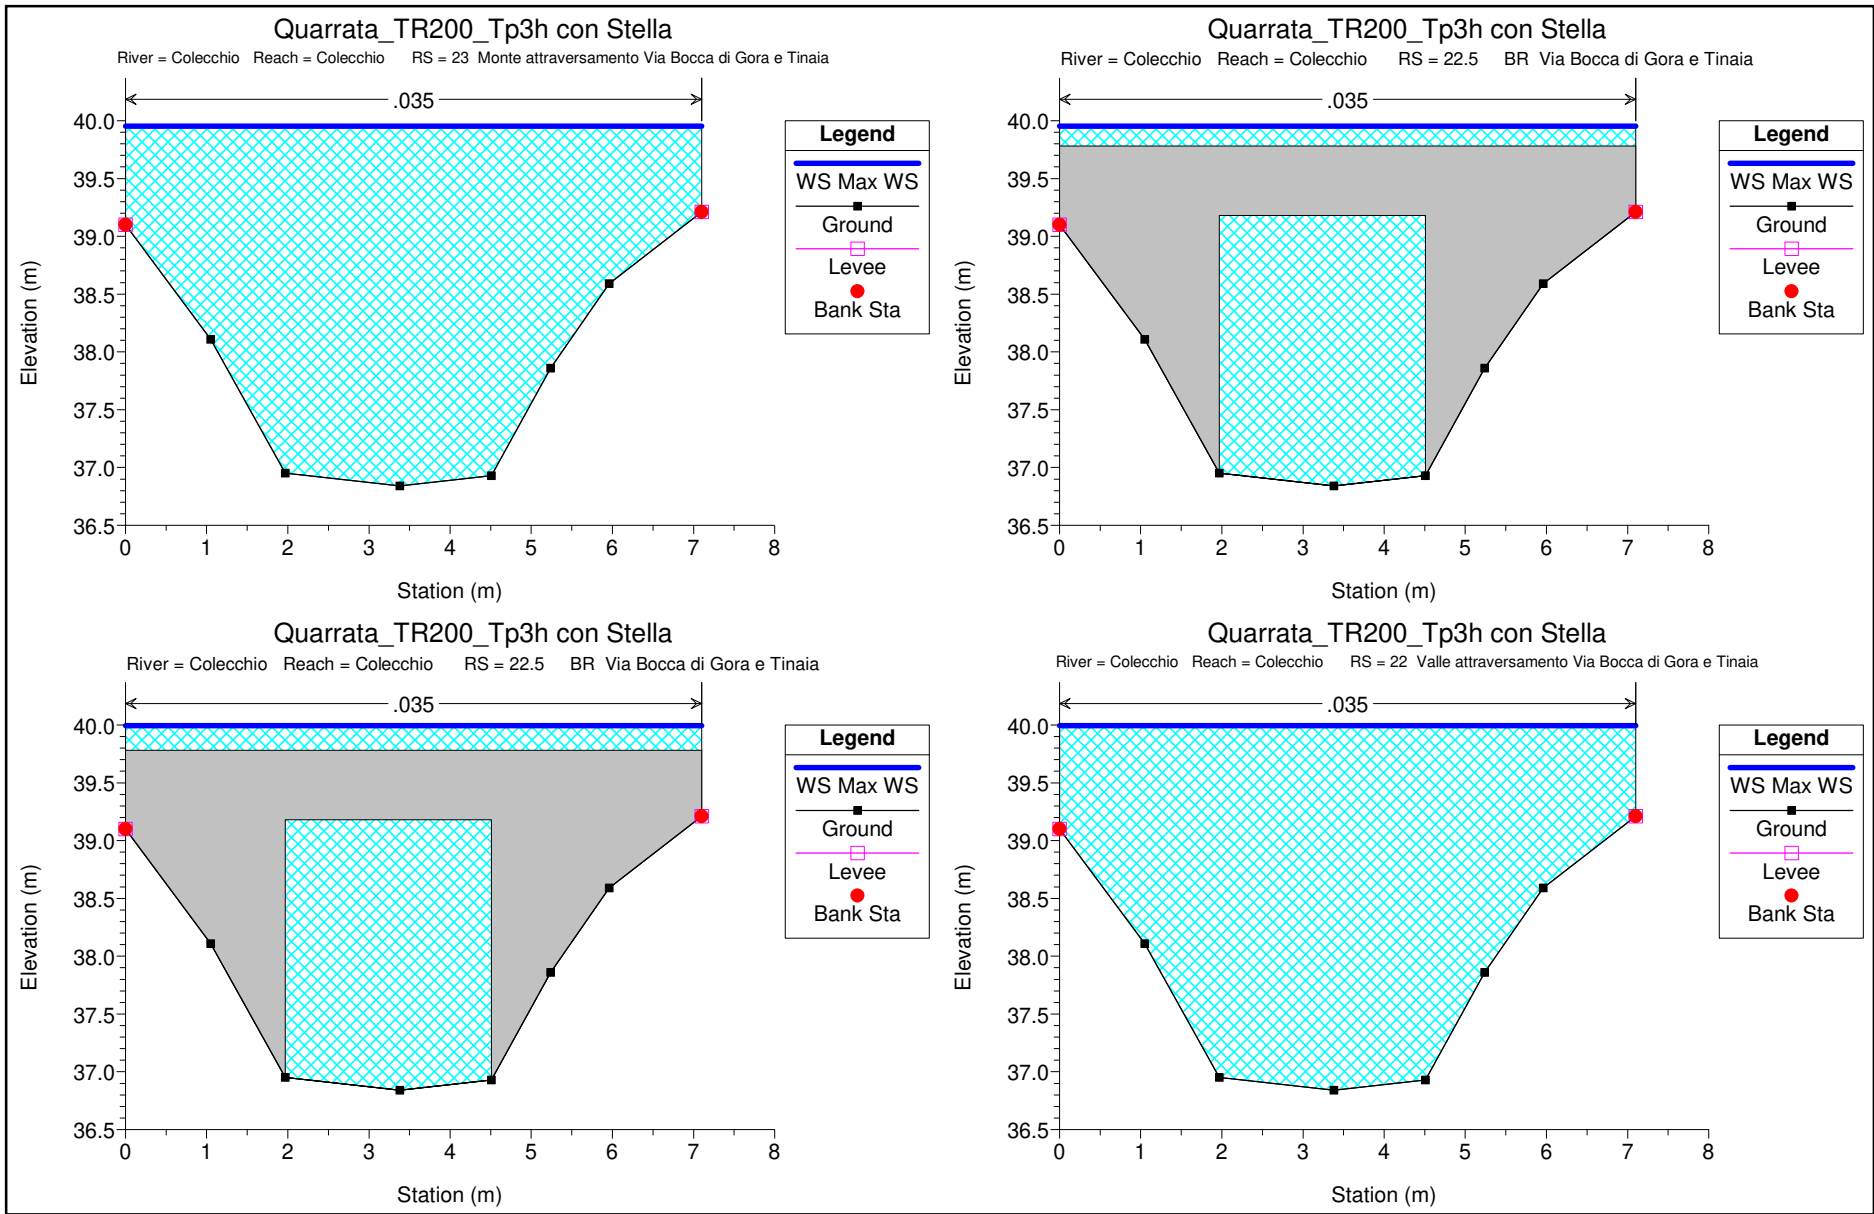 Quarrata_TR200_Tp3h con Stella
River = Colecchio Reach = Colecchio RS = 23 Monte attraversamento Via Bocca di Gora e Tinaia
.035
40.0
39.5
39.0
38.5
38.0
37.5
37.0
36.5
Elevation (m)
0 1 2 3 4 5 6 7 8
Station (m)
Legend
WS Max WS
Ground
Levee
Bank Sta
Quarrata_TR200_Tp3h con Stella
River = Colecchio Reach = Colecchio RS = 22.5 BR Via Bocca di Gora e Tinaia
.035
40.0
39.5
39.0
38.5
38.0
37.5
37.0
36.5
Elevation (m)
0 1 2 3 4 5 6 7 8
Station (m)
Legend
WS Max WS
Ground
Levee
Bank Sta
Quarrata_TR200_Tp3h con Stella
River = Colecchio Reach = Colecchio RS = 22.5 BR Via Bocca di Gora e Tinaia
.035
40.0
39.5
39.0
38.5
38.0
37.5
37.0
36.5
Elevation (m)
0 1 2 3 4 5 6 7 8
Station (m)
Legend
WS Max WS
Ground
Levee
Bank Sta
Quarrata_TR200_Tp3h con Stella
River = Colecchio Reach = Colecchio RS = 22 Valle attraversamento Via Bocca di Gora e Tinaia
.035
40.0
39.5
39.0
38.5
38.0
37.5
37.0
36.5
Elevation (m)
0 1 2 3 4 5 6 7 8
Station (m)
Legend
WS Max WS
Ground
Levee
Bank Sta